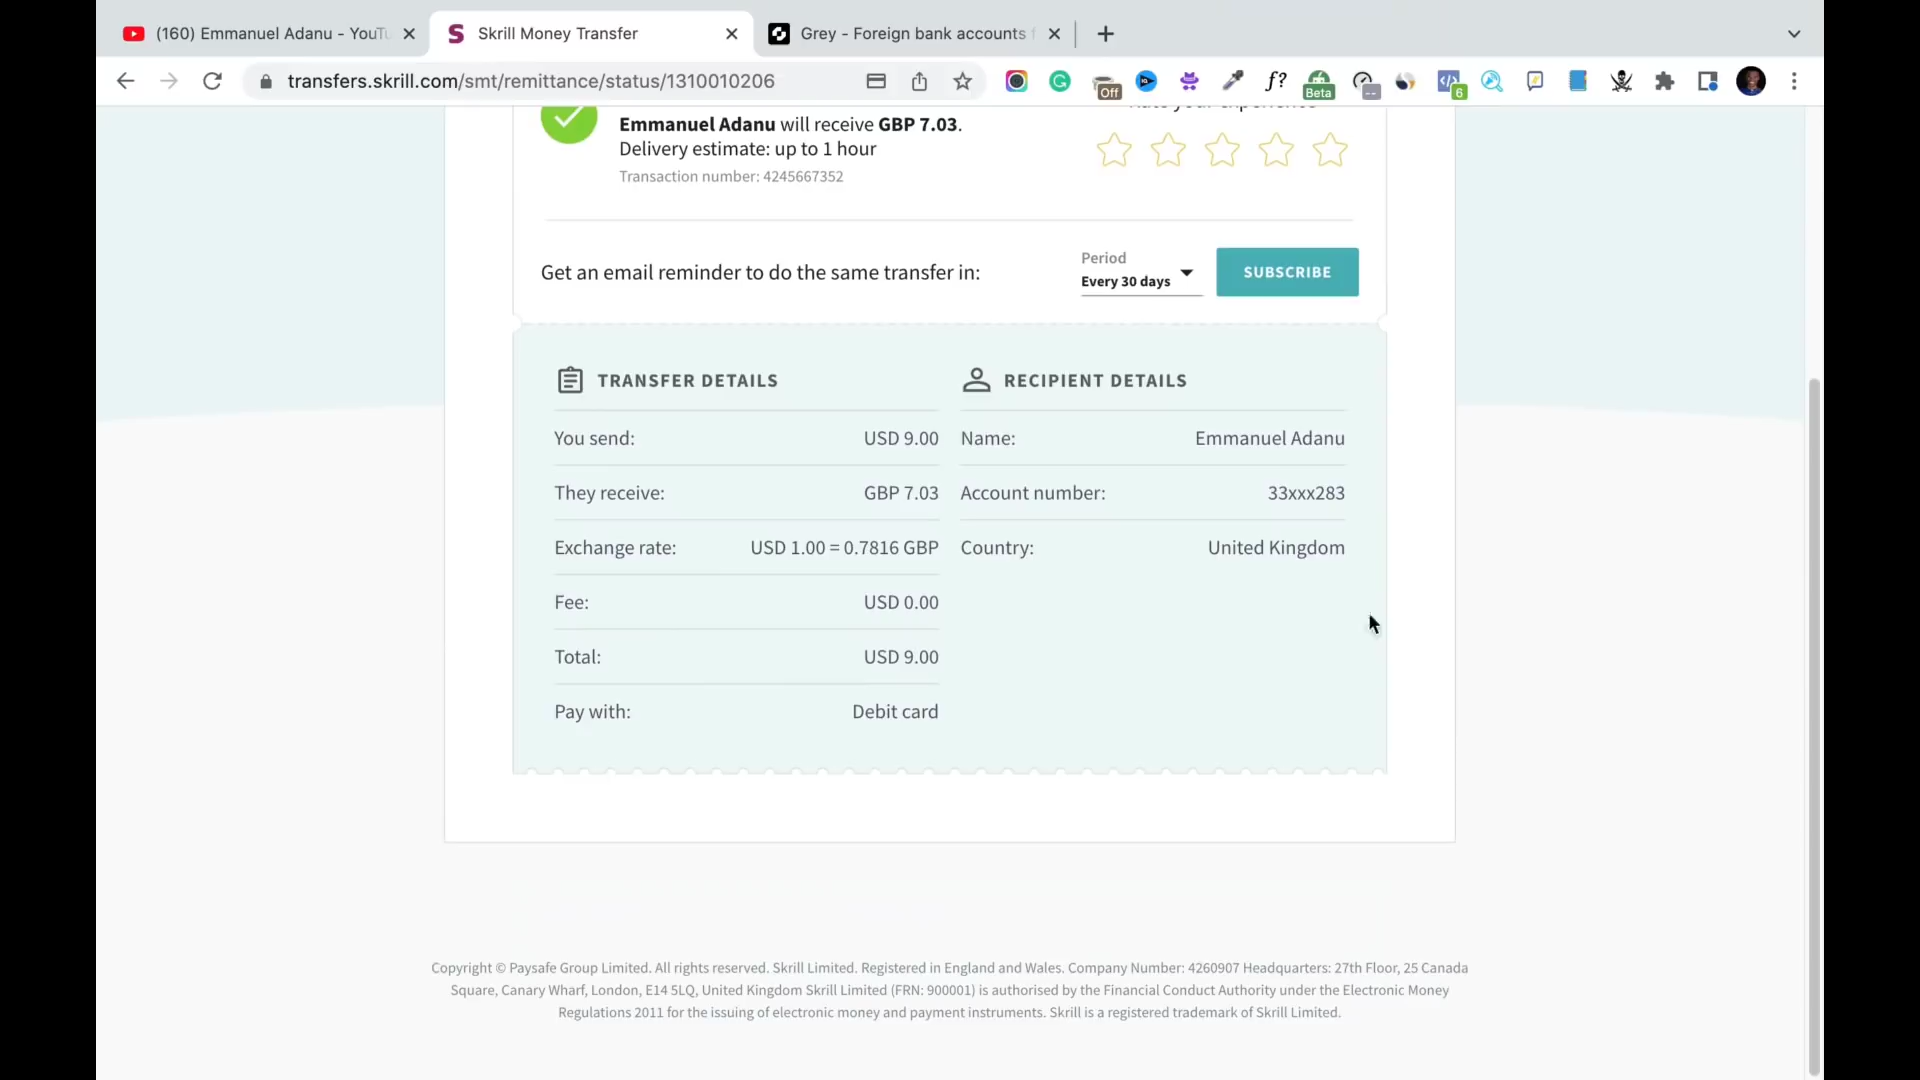 (160) Emmanuel Adanu - YouTu
Skrill Money Transfer
Grey - Foreign bank accounts f
transfers.skrill.com/smt/remittance/status/1310010206
Off
f?
Beta
6
Emmanuel Adanu will receive GBP 7.03.
Delivery estimate: up to 1 hour
Transaction number: 4245667352
Rate your experience
Get an email reminder to do the same transfer in:
Period
Every 30 days
SUBSCRIBE
TRANSFER DETAILS
You send: USD 9.00
They receive: GBP 7.03
Exchange rate: USD 1.00 = 0.7816 GBP
Fee: USD 0.00
Total: USD 9.00
Pay with: Debit card
RECIPIENT DETAILS
Name: Emmanuel Adanu
Account number: 33xxx283
Country: United Kingdom
Copyright © Paysafe Group Limited. All rights reserved. Skrill Limited. Registered in England and Wales. Company Number: 4260907 Headquarters: 27th Floor, 25 Canada
Square, Canary Wharf, London, E14 5LQ, United Kingdom Skrill Limited (FRN: 900001) is authorised by the Financial Conduct Authority under the Electronic Money
Regulations 2011 for the issuing of electronic money and payment instruments. Skrill is a registered trademark of Skrill Limited.